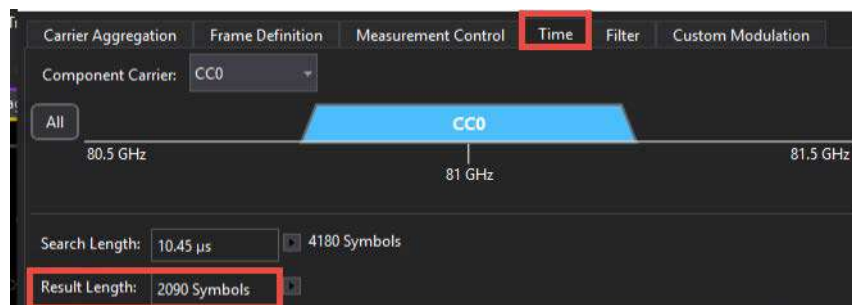 Carrier Aggregation Frame Definition Measurement Control Time Filter Custom Modulation
Component Carrier: CC0
All CC0
80.5 GHz 81 GHz 81.5 GHz
Search Length: 10.45 µs 4180 Symbols
Result Length: 2090 Symbols